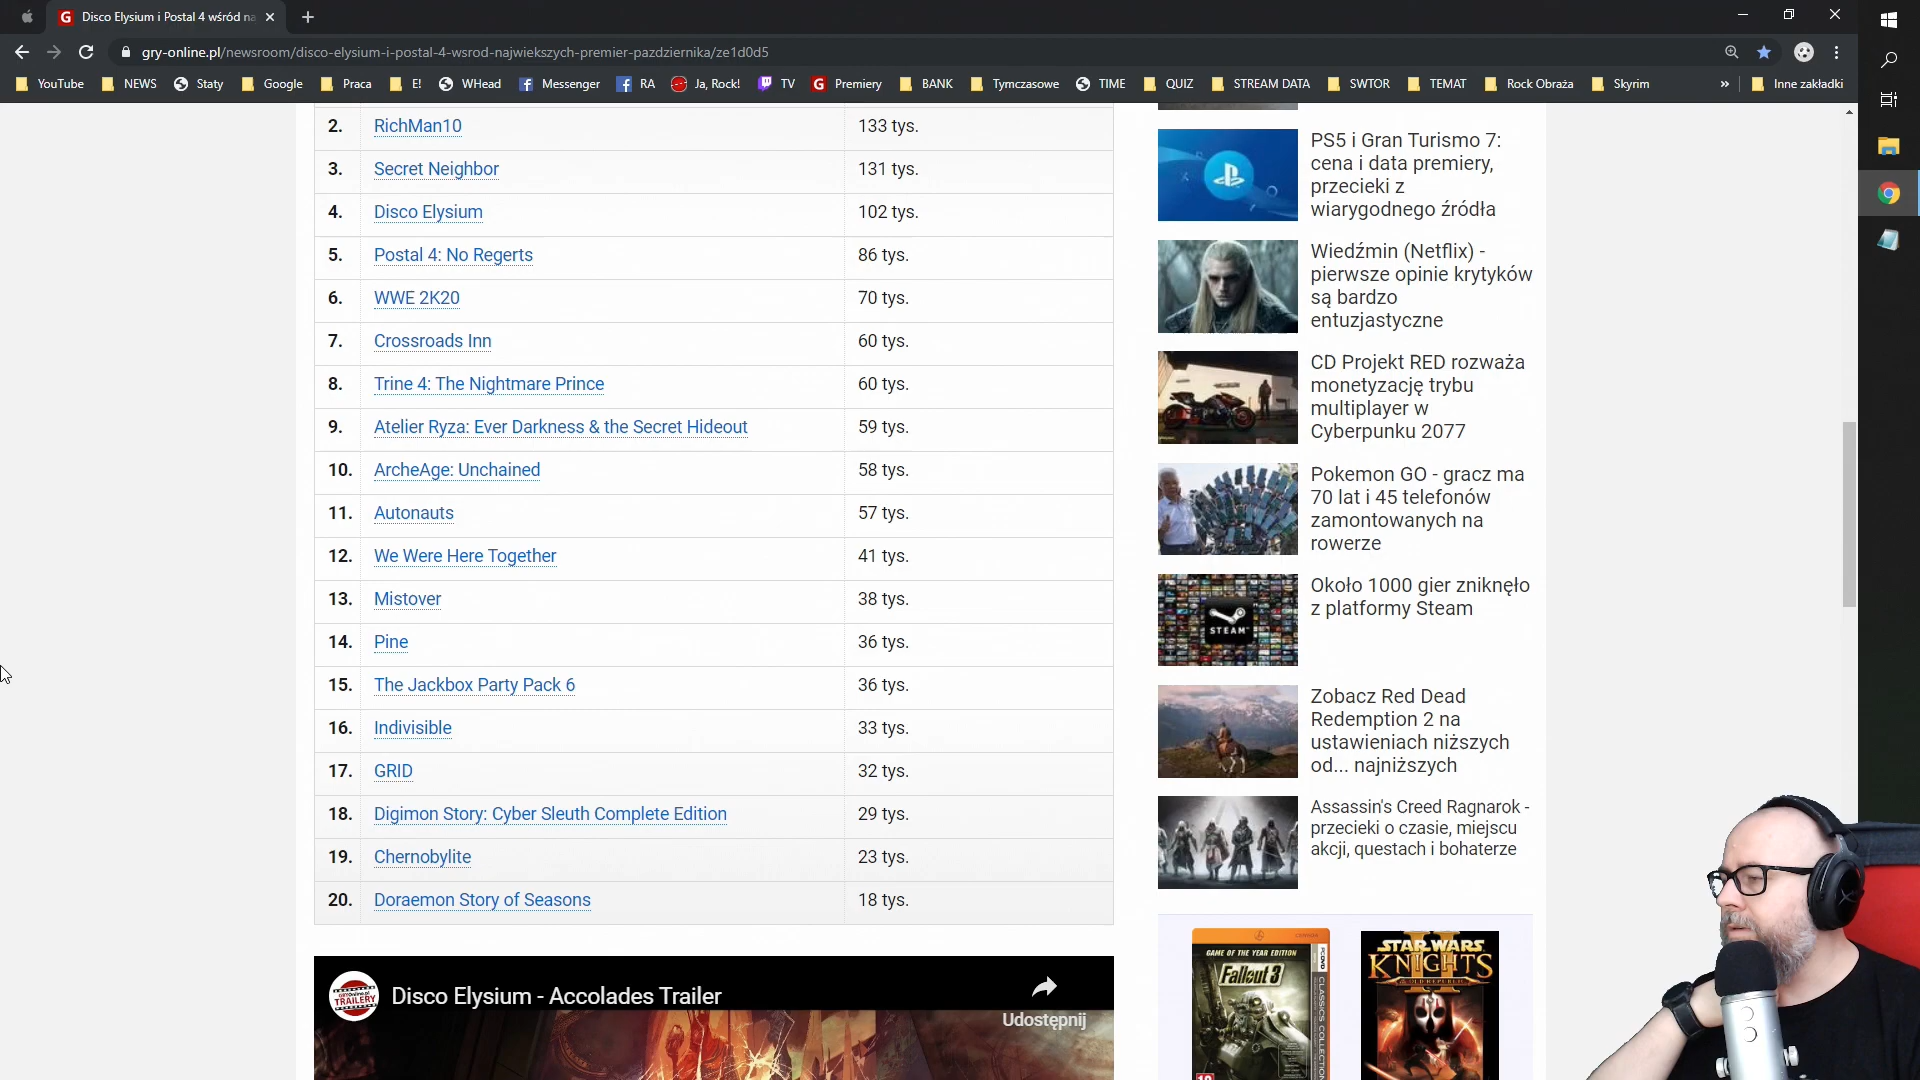 Disco Elysium i Postal 4 wśród na
gry-online.pl/newsroom/disco-elysium-i-postal-4-wsrod-najwiekszych-premier-pazdziernika/ze1d0d5
YouTube NEWS Staty Google Praca E! WHead Messenger RA Ja, Rock! TV Premiery BANK Tymczasowe TIME QUIZ STREAM DATA SWTOR TEMAT Rock Obraża Skyrim » Inne zakładki
2. RichMan10 133 tys.
3. Secret Neighbor 131 tys.
4. Disco Elysium 102 tys.
5. Postal 4: No Regerts 86 tys.
6. WWE 2K20 70 tys.
7. Crossroads Inn 60 tys.
8. Trine 4: The Nightmare Prince 60 tys.
9. Atelier Ryza: Ever Darkness & the Secret Hideout 59 tys.
10. ArcheAge: Unchained 58 tys.
11. Autonauts 57 tys.
12. We Were Here Together 41 tys.
13. Mistover 38 tys.
14. Pine 36 tys.
15. The Jackbox Party Pack 6 36 tys.
16. Indivisible 33 tys.
17. GRID 32 tys.
18. Digimon Story: Cyber Sleuth Complete Edition 29 tys.
19. Chernobylite 23 tys.
20. Doraemon Story of Seasons 18 tys.
TRAILERY
Disco Elysium - Accolades Trailer
Udostępnij
PS5 i Gran Turismo 7:
cena i data premiery,
przecieki z
wiarygodnego źródła
Wiedźmin (Netflix) -
pierwsze opinie krytyków
są bardzo
entuzjastyczne
CD Projekt RED rozważa
monetyzację trybu
multiplayer w
Cyberpunku 2077
Pokemon GO - gracz ma
70 lat i 45 telefonów
zamontowanych na
rowerze
STEAM
Około 1000 gier zniknęło
z platformy Steam
Zobacz Red Dead
Redemption 2 na
ustawieniach niższych
od... najniższych
Assassin's Creed Ragnarok -
przecieki o czasie, miejscu
akcji, questach i bohaterze
GAME OF THE YEAR EDITION
Fallout 3
CLASSICS COLLECTION
18
STAR WARS
KNIGHTS
II